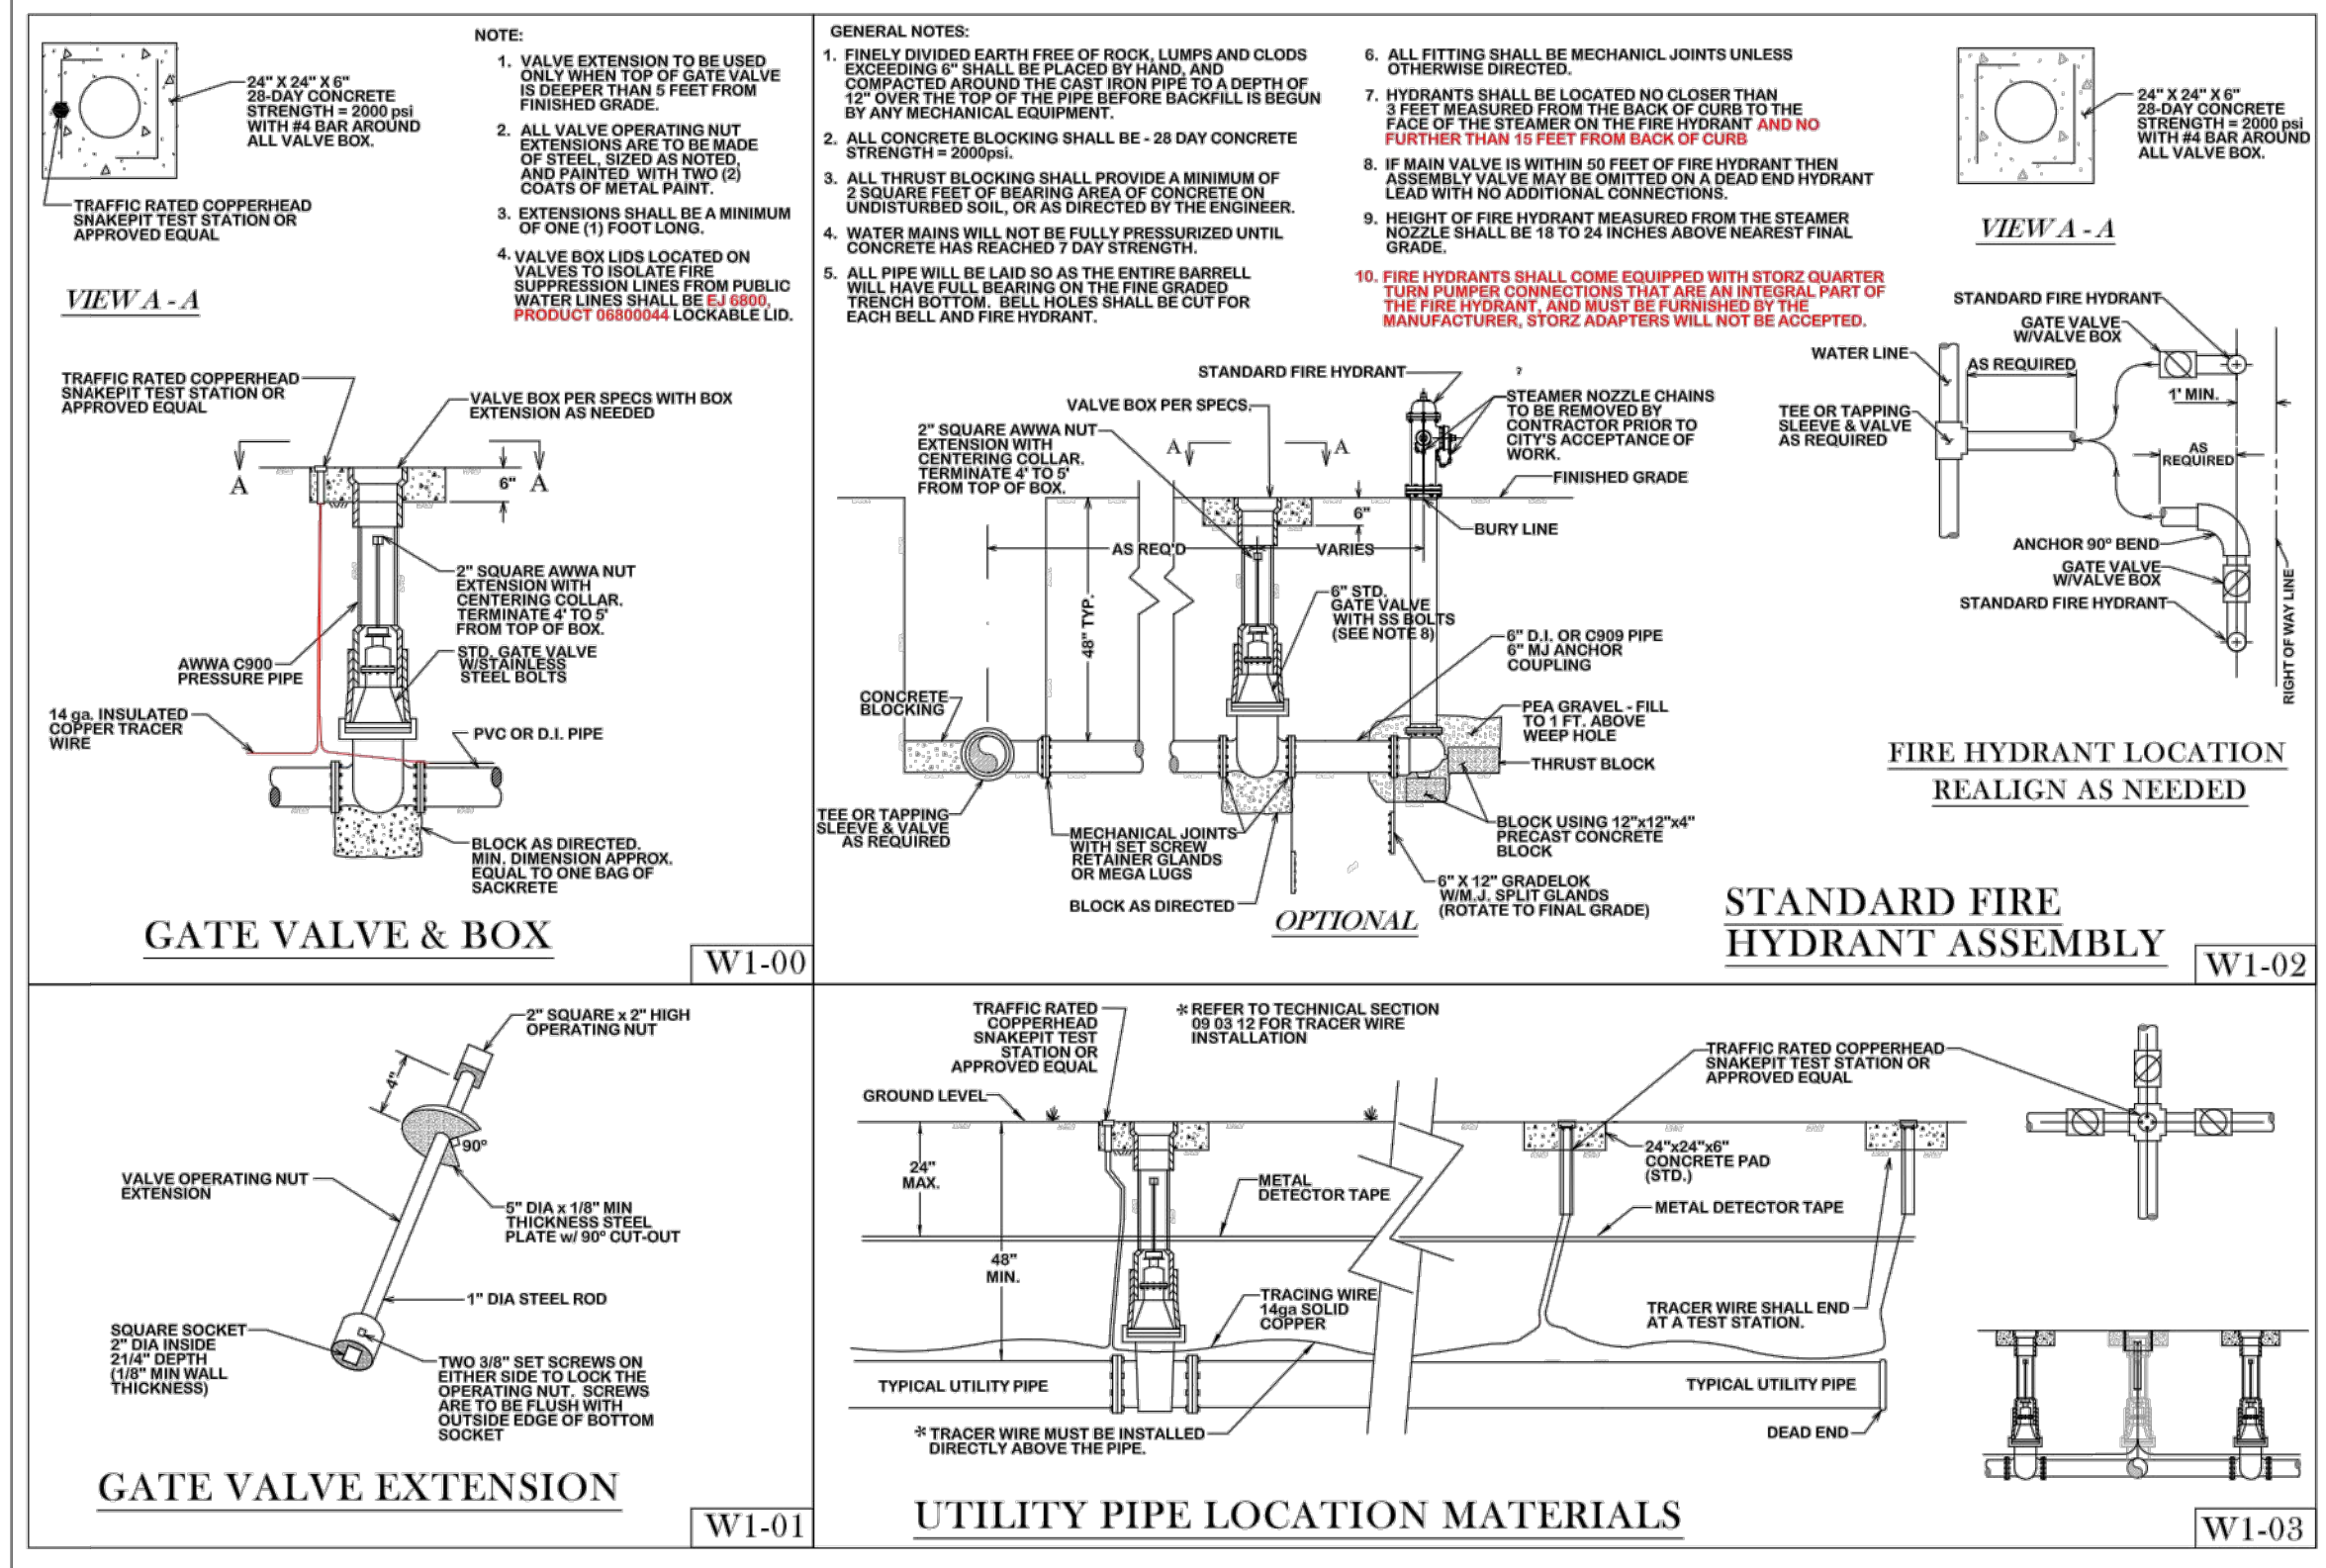 24" X 24" X 6"
28-DAY CONCRETE
STRENGTH = 2000 psi
WITH #4 BAR AROUND
ALL VALVE BOX.
TRAFFIC RATED COPPERHEAD
SNAKEPIT TEST STATION OR
APPROVED EQUAL
VIEW A - A
NOTE:
1. VALVE EXTENSION TO BE USED
ONLY WHEN TOP OF GATE VALVE
IS DEEPER THAN 5 FEET FROM
FINISHED GRADE.
2. ALL VALVE OPERATING NUT
EXTENSIONS ARE TO BE MADE
OF STEEL, SIZED AS NOTED,
AND PAINTED WITH TWO (2)
COATS OF METAL PAINT.
3. EXTENSIONS SHALL BE A MINIMUM
OF ONE (1) FOOT LONG.
4. VALVE BOX LIDS LOCATED ON
VALVES TO ISOLATE FIRE
SUPPRESSION LINES FROM PUBLIC
WATER LINES SHALL BE EJ 6800,
PRODUCT 06800044 LOCKABLE LID.
TRAFFIC RATED COPPERHEAD
SNAKEPIT TEST STATION OR
APPROVED EQUAL
VALVE BOX PER SPECS WITH BOX
EXTENSION AS NEEDED
A
6"
A
2" SQUARE AWWA NUT
EXTENSION WITH
CENTERING COLLAR.
TERMINATE 4' TO 5'
FROM TOP OF BOX.
STD. GATE VALVE
W/STAINLESS
STEEL BOLTS
AWWA C900
PRESSURE PIPE
14 ga. INSULATED
COPPER TRACER
WIRE
PVC OR D.I. PIPE
BLOCK AS DIRECTED.
MIN. DIMENSION APPROX.
EQUAL TO ONE BAG OF
SACKRETE
GATE VALVE & BOX
W1-00
GENERAL NOTES:
1. FINELY DIVIDED EARTH FREE OF ROCK, LUMPS AND CLODS
EXCEEDING 6" SHALL BE PLACED BY HAND, AND
COMPACTED AROUND THE CAST IRON PIPE TO A DEPTH OF
12" OVER THE TOP OF THE PIPE BEFORE BACKFILL IS BEGUN
BY ANY MECHANICAL EQUIPMENT.
2. ALL CONCRETE BLOCKING SHALL BE - 28 DAY CONCRETE
STRENGTH = 2000psi.
3. ALL THRUST BLOCKING SHALL PROVIDE A MINIMUM OF
2 SQUARE FEET OF BEARING AREA OF CONCRETE ON
UNDISTURBED SOIL, OR AS DIRECTED BY THE ENGINEER.
4. WATER MAINS WILL NOT BE FULLY PRESSURIZED UNTIL
CONCRETE HAS REACHED 7 DAY STRENGTH.
5. ALL PIPE WILL BE LAID SO AS THE ENTIRE BARRELL
WILL HAVE FULL BEARING ON THE FINE GRADED
TRENCH BOTTOM. BELL HOLES SHALL BE CUT FOR
EACH BELL AND FIRE HYDRANT.
6. ALL FITTING SHALL BE MECHANICL JOINTS UNLESS
OTHERWISE DIRECTED.
7. HYDRANTS SHALL BE LOCATED NO CLOSER THAN
3 FEET MEASURED FROM THE BACK OF CURB TO THE
FACE OF THE STEAMER ON THE FIRE HYDRANT AND NO
FURTHER THAN 15 FEET FROM BACK OF CURB
8. IF MAIN VALVE IS WITHIN 50 FEET OF FIRE HYDRANT THEN
ASSEMBLY VALVE MAY BE OMITTED ON A DEAD END HYDRANT
LEAD WITH NO ADDITIONAL CONNECTIONS.
9. HEIGHT OF FIRE HYDRANT MEASURED FROM THE STEAMER
NOZZLE SHALL BE 18 TO 24 INCHES ABOVE NEAREST FINAL
GRADE.
10. FIRE HYDRANTS SHALL COME EQUIPPED WITH STORZ QUARTER
TURN PUMPER CONNECTIONS THAT ARE AN INTEGRAL PART OF
THE FIRE HYDRANT, AND MUST BE FURNISHED BY THE
MANUFACTURER, STORZ ADAPTERS WILL NOT BE ACCEPTED.
24" X 24" X 6"
28-DAY CONCRETE
STRENGTH = 2000 psi
WITH #4 BAR AROUND
ALL VALVE BOX.
VIEW A - A
STANDARD FIRE HYDRANT
?
VALVE BOX PER SPECS.
2" SQUARE AWWA NUT
EXTENSION WITH
CENTERING COLLAR.
TERMINATE 4' TO 5'
FROM TOP OF BOX.
A
A
STEAMER NOZZLE CHAINS
TO BE REMOVED BY
CONTRACTOR PRIOR TO
CITY'S ACCEPTANCE OF
WORK.
FINISHED GRADE
6"
BURY LINE
AS REQ'D
VARIES
48" TYP.
6" STD.
GATE VALVE
WITH SS BOLTS
(SEE NOTE 8)
6" D.I. OR C909 PIPE
6" MJ ANCHOR
COUPLING
CONCRETE
BLOCKING
PEA GRAVEL - FILL
TO 1 FT. ABOVE
WEEP HOLE
THRUST BLOCK
TEE OR TAPPING
SLEEVE & VALVE
AS REQUIRED
MECHANICAL JOINTS
WITH SET SCREW
RETAINER GLANDS
OR MEGA LUGS
BLOCK USING 12"x12"x4"
PRECAST CONCRETE
BLOCK
6" X 12" GRADELOK
W/M.J. SPLIT GLANDS
(ROTATE TO FINAL GRADE)
BLOCK AS DIRECTED
OPTIONAL
STANDARD FIRE HYDRANT
GATE VALVE
W/VALVE BOX
WATER LINE
AS REQUIRED
1' MIN.
TEE OR TAPPING
SLEEVE & VALVE
AS REQUIRED
AS
REQUIRED
ANCHOR 90º BEND
GATE VALVE
W/VALVE BOX
STANDARD FIRE HYDRANT
RIGHT OF WAY LINE
FIRE HYDRANT LOCATION
REALIGN AS NEEDED
STANDARD FIRE
HYDRANT ASSEMBLY
W1-02
2" SQUARE x 2" HIGH
OPERATING NUT
4"
90º
VALVE OPERATING NUT
EXTENSION
5" DIA x 1/8" MIN
THICKNESS STEEL
PLATE w/ 90º CUT-OUT
1" DIA STEEL ROD
SQUARE SOCKET
2" DIA INSIDE
21/4" DEPTH
(1/8" MIN WALL
THICKNESS)
TWO 3/8" SET SCREWS ON
EITHER SIDE TO LOCK THE
OPERATING NUT. SCREWS
ARE TO BE FLUSH WITH
OUTSIDE EDGE OF BOTTOM
SOCKET
GATE VALVE EXTENSION
W1-01
TRAFFIC RATED
COPPERHEAD
SNAKEPIT TEST
STATION OR
APPROVED EQUAL
* REFER TO TECHNICAL SECTION
09 03 12 FOR TRACER WIRE
INSTALLATION
TRAFFIC RATED COPPERHEAD
SNAKEPIT TEST STATION OR
APPROVED EQUAL
GROUND LEVEL
24"
MAX.
METAL
DETECTOR TAPE
24"x24"x6"
CONCRETE PAD
(STD.)
METAL DETECTOR TAPE
48"
MIN.
TRACING WIRE
14ga SOLID
COPPER
TRACER WIRE SHALL END
AT A TEST STATION.
TYPICAL UTILITY PIPE
TYPICAL UTILITY PIPE
* TRACER WIRE MUST BE INSTALLED
DIRECTLY ABOVE THE PIPE.
DEAD END
UTILITY PIPE LOCATION MATERIALS
W1-03